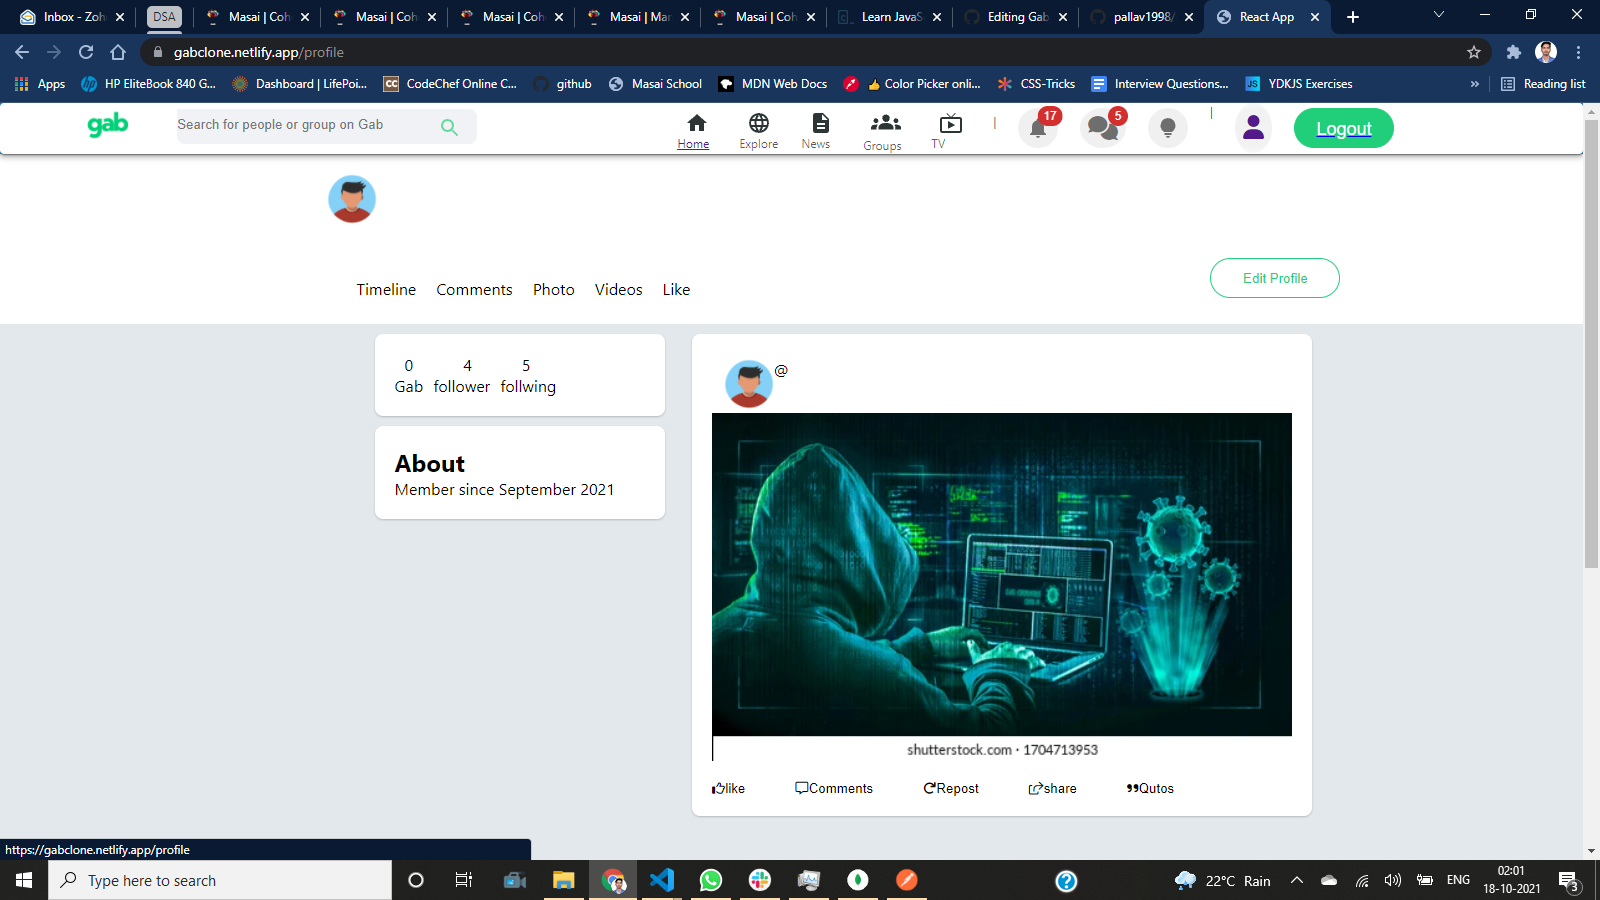 Inbox - Zoh
DSA
Masai | Coh
Masai | Coh
Masai | Coh
Masai | Mar
Masai | Coh
Learn JavaS
Editing Gab
pallav1998/
React App
gabclone.netlify.app/profile
Apps
HP EliteBook 840 G...
Dashboard | LifePoi...
CC
CodeChef Online C...
github
Masai School
MDN Web Docs
Color Picker onli...
CSS-Tricks
Interview Questions...
JS
YDKJS Exercises
»
Reading list
gab
Search for people or group on Gab
Home
Explore
News
Groups
TV
|
17
5
|
Logout
Timeline
Comments
Photo
Videos
Like
Edit Profile
0
4
5
Gab
follower
follwing
@
About
Member since September 2021
shutterstock.com · 1704713953
like
Comments
Repost
share
Qutos
https://gabclone.netlify.app/profile
Type here to search
22°C Rain
ENG
02:01
18-10-2021
3